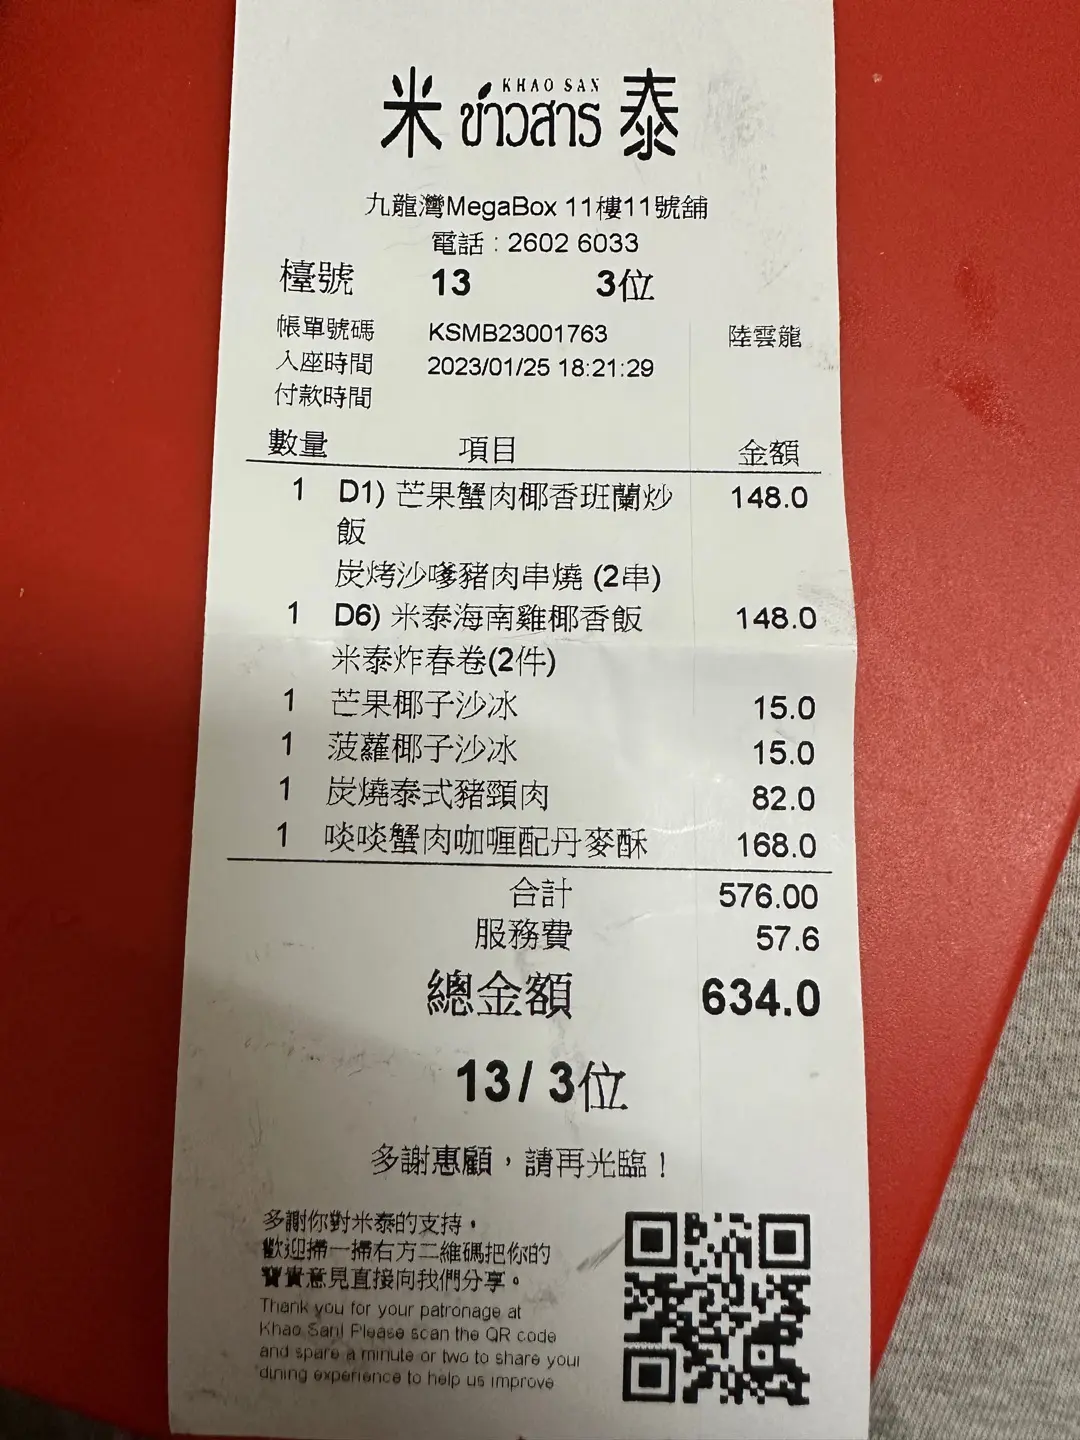 米 KHAO SAN ข้าวสาร 泰
九龍灣MegaBox 11樓11號舖
電話 : 2602 6033
檯號 13 3位
帳單號碼 KSMB23001763 陸雲龍
入座時間 2023/01/25 18:21:29
付款時間
數量 項目 金額
1 D1) 芒果蟹肉椰香班蘭炒 148.0
飯
炭烤沙嗲豬肉串燒 (2串)
1 D6) 米泰海南雞椰香飯 148.0
米泰炸春卷(2件)
1 芒果椰子沙冰 15.0
1 菠蘿椰子沙冰 15.0
1 炭燒泰式豬頸肉 82.0
1 啖啖蟹肉咖喱配丹麥酥 168.0
合計 576.00
服務費 57.6
總金額 634.0
13/ 3位
多謝惠顧，請再光臨！
多謝你對米泰的支持，
歡迎掃一掃右方二維碼把你的
寶貴意見直接向我們分享。
Thank you for your patronage at
Khao San! Please scan the QR code
and spare a minute or two to share your
dining experience to help us improve